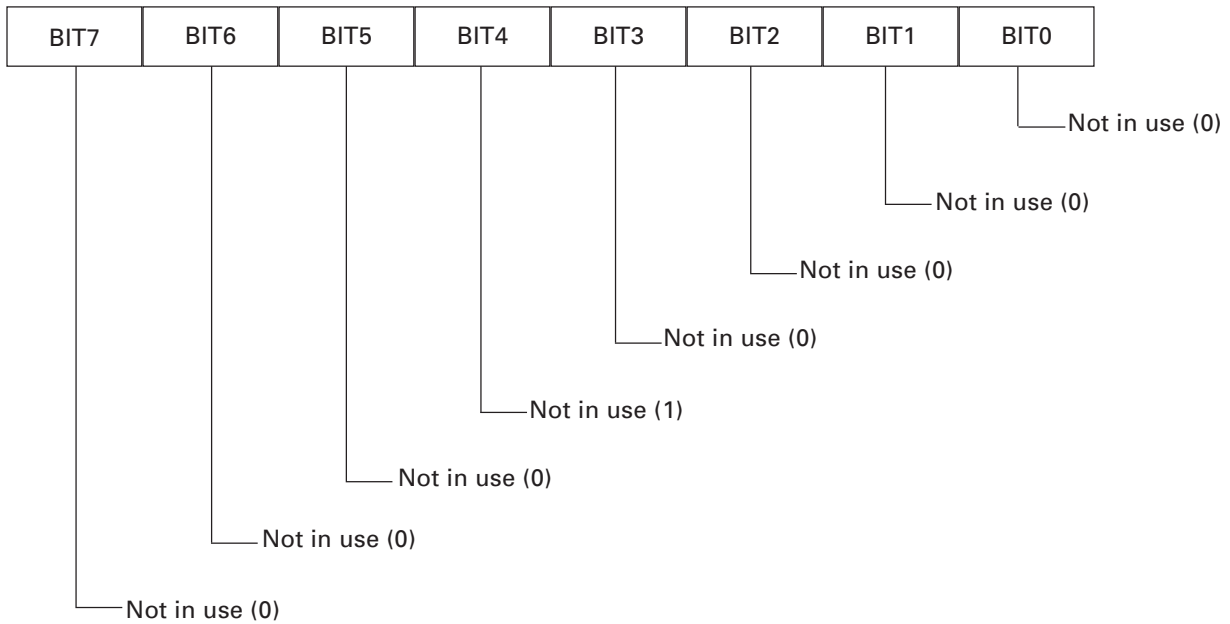 BIT7 BIT6 BIT5 BIT4 BIT3 BIT2 BIT1 BIT0
Not in use (0)
Not in use (0)
Not in use (0)
Not in use (0)
Not in use (1)
Not in use (0)
Not in use (0)
Not in use (0)